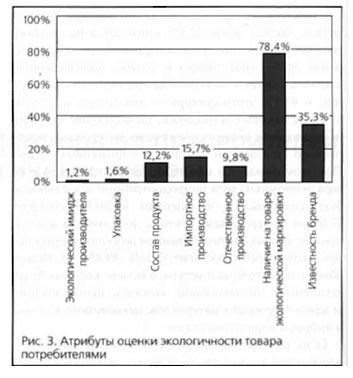 100%
80%
60%
40%
20%
0%
1,2%
1,6%
12,2%
15,7%
9,8%
78,4%
35,3%
Экологический имидж
производителя
Упаковка
Состав продукта
Импортное
производство
Отечественное
производство
Наличие на товаре
экологической маркировки
Известность бренда
Рис. 3. Атрибуты оценки экологичности товара
потребителями